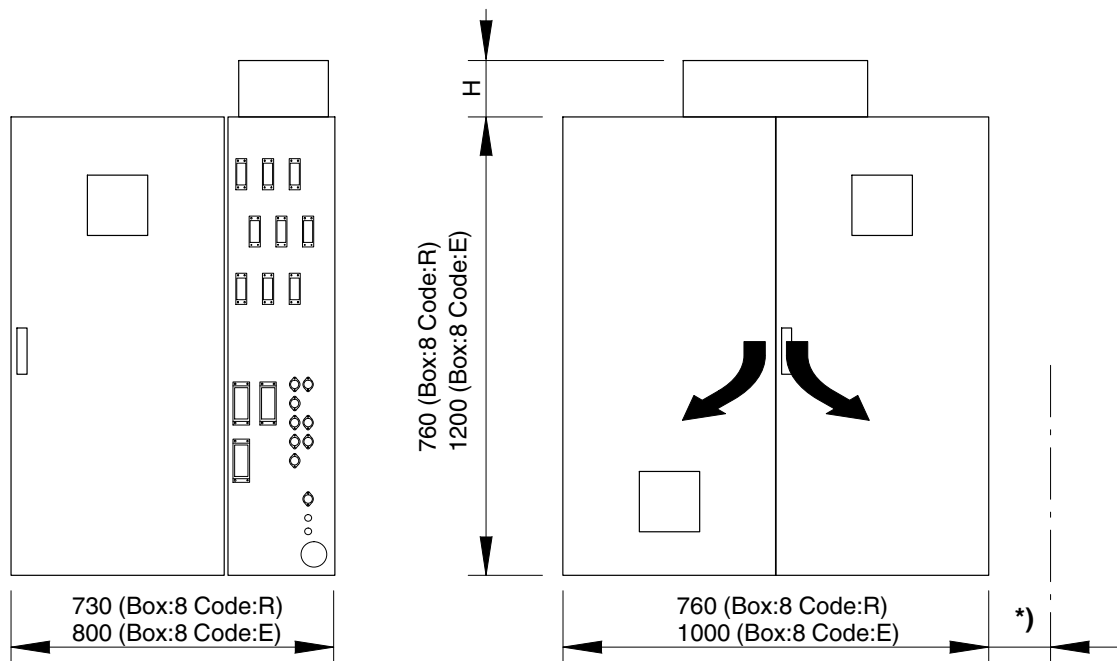 H
760 (Box:8 Code:R)
1200 (Box:8 Code:E)
730 (Box:8 Code:R)
800 (Box:8 Code:E)
760 (Box:8 Code:R)
1000 (Box:8 Code:E)
*)